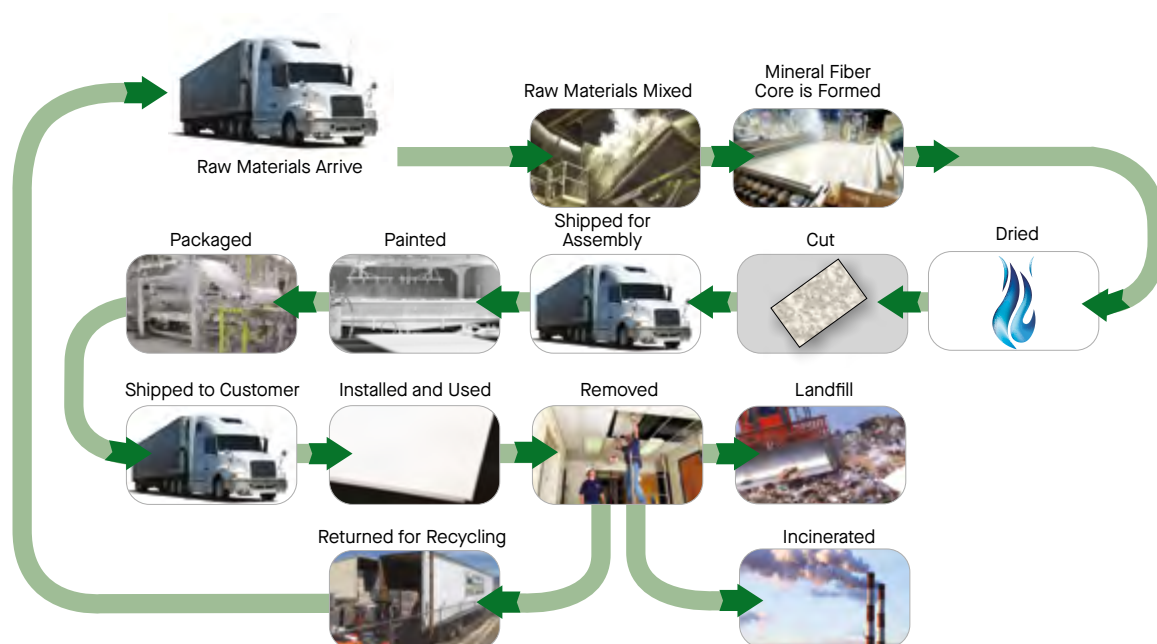 Raw Materials Arrive
Raw Materials Mixed
Mineral Fiber
Core is Formed
Packaged
Painted
Shipped for
Assembly
Cut
Dried
Shipped to Customer
Installed and Used
Removed
Landfill
Returned for Recycling
Incinerated